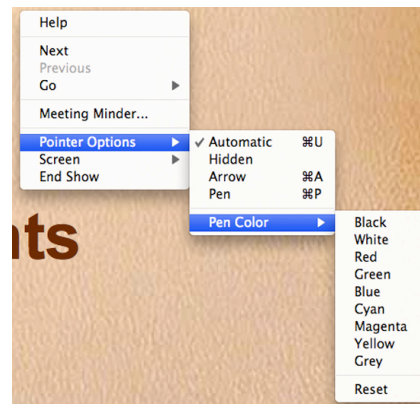 Help
Next
Previous
Go
Meeting Minder...
Pointer Options
Screen
End Show
✓ Automatic ⌘U
Hidden
Arrow ⌘A
Pen ⌘P
Pen Color
Black
White
Red
Green
Blue
Cyan
Magenta
Yellow
Grey
Reset
nts